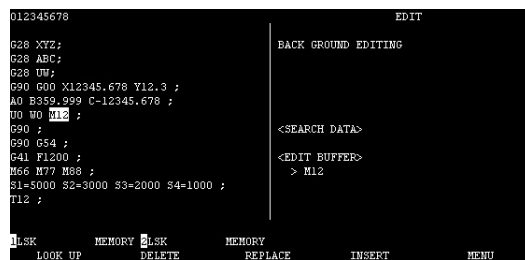 012345678 EDIT
G28 XYZ; BACK GROUND EDITING
G28 ABC;
G28 UW;
G90 G00 X12345.678 Y12.3 ;
A0 B359.999 C-12345.678 ;
U0 W0 M12 ;
G90 ; <SEARCH DATA>
G90 G54 ;
G41 F1200 ; <EDIT BUFFER>
M66 M77 M88 ; > M12
S1=5000 S2=3000 S3=2000 S4=1000 ;
T12 ;
1LSK MEMORY 2LSK MEMORY
LOOK UP DELETE REPLACE INSERT MENU